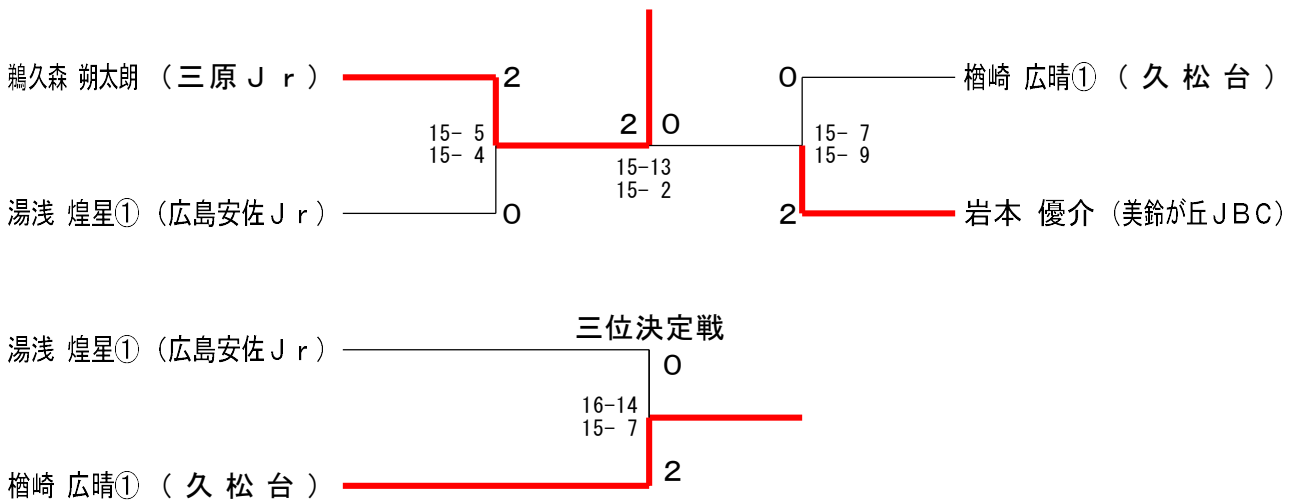 鵜久森 朔太朗 (三原Jr) 2 0 楢崎 広晴① (久松台)
15- 5 2 0 15- 7
15- 4 15-13 15- 9
15- 2
湯浅 煌星① (広島安佐Jr) 0 2 岩本 優介 (美鈴が丘JBC)
三位決定戦
湯浅 煌星① (広島安佐Jr) 0
16-14
15- 7
楢崎 広晴① (久松台) 2